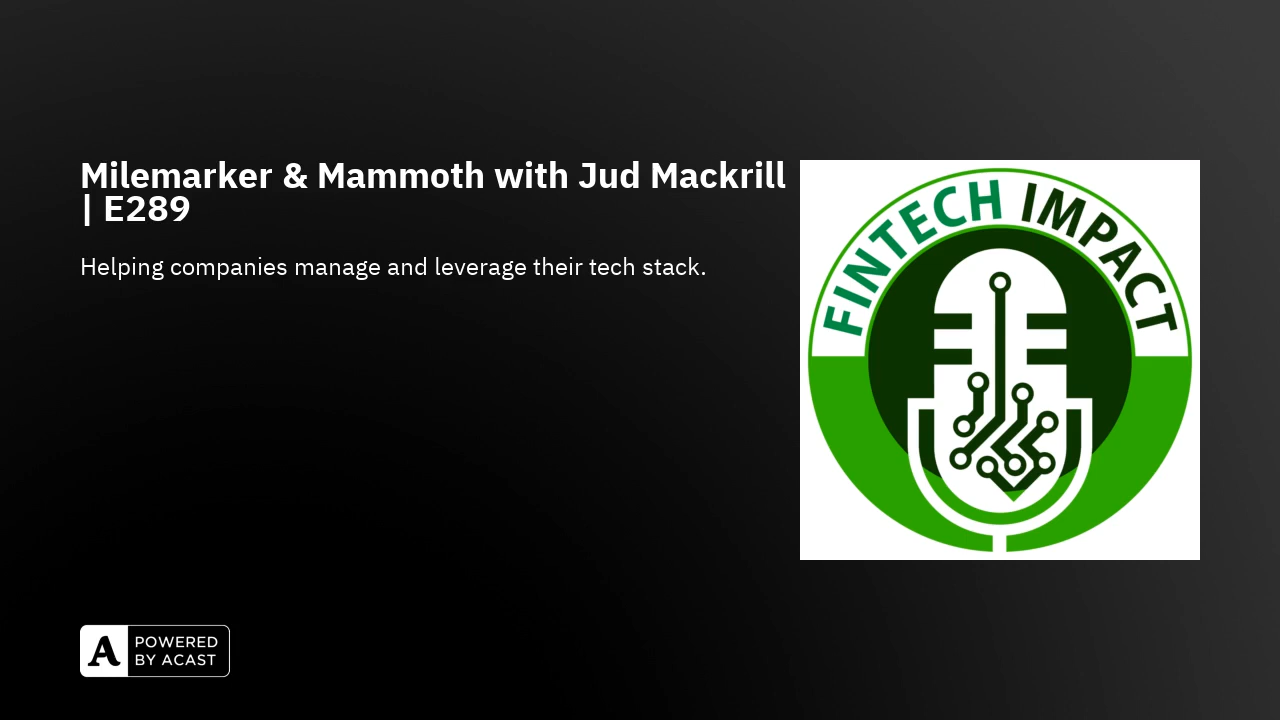 Milemarker & Mammoth with Jud Mackrill
| E289
Helping companies manage and leverage their tech stack.
FINTECH IMPACT
A POWERED
BY ACAST